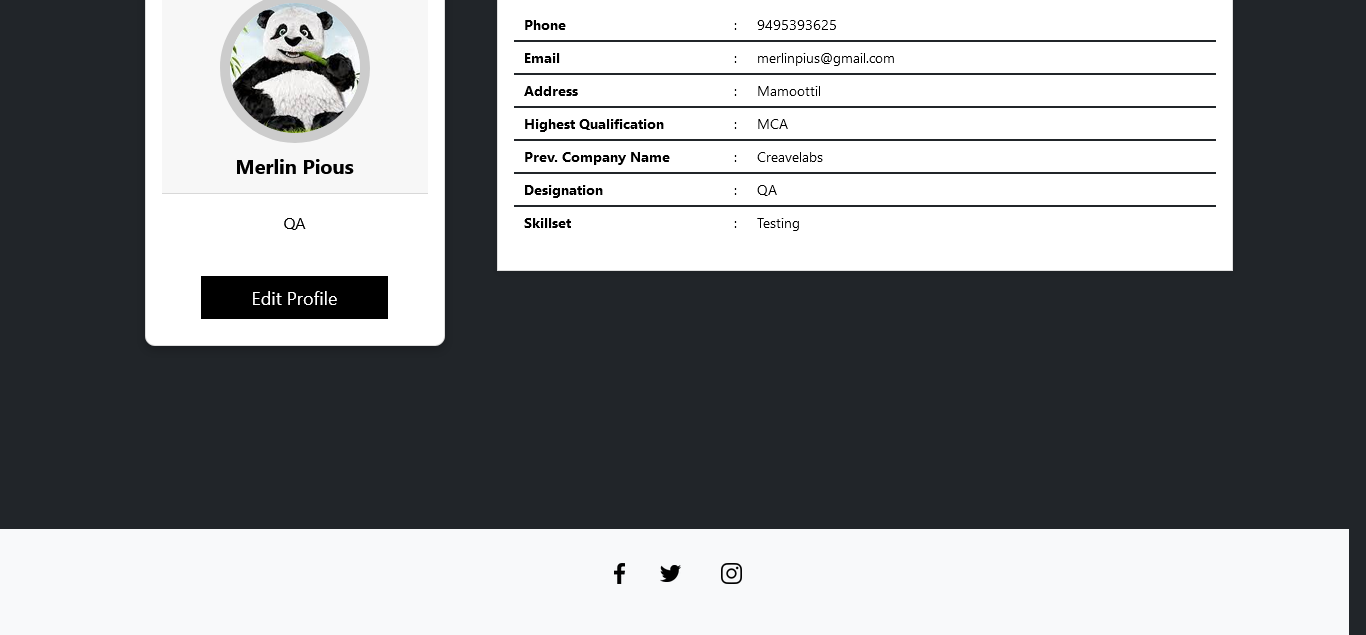 Merlin Pious
QA
Edit Profile
Phone : 9495393625
Email : merlinpius@gmail.com
Address : Mamoottil
Highest Qualification : MCA
Prev. Company Name : Creavelabs
Designation : QA
Skillset : Testing